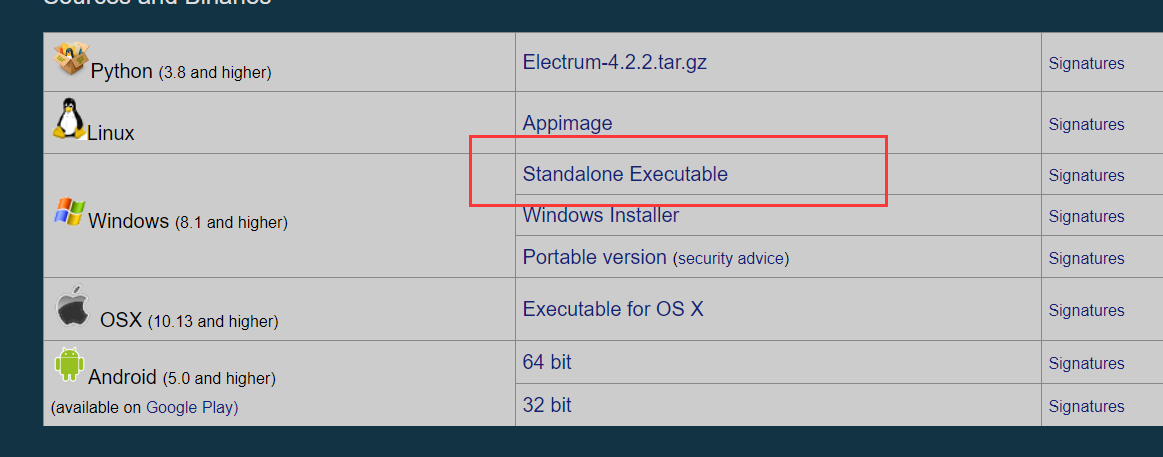 Sources and Binaries
Python (3.8 and higher) Electrum-4.2.2.tar.gz Signatures
Linux Appimage Signatures
Standalone Executable Signatures
Windows (8.1 and higher) Windows Installer Signatures
Portable version (security advice) Signatures
OSX (10.13 and higher) Executable for OS X Signatures
Android (5.0 and higher) 64 bit Signatures
(available on Google Play) 32 bit Signatures